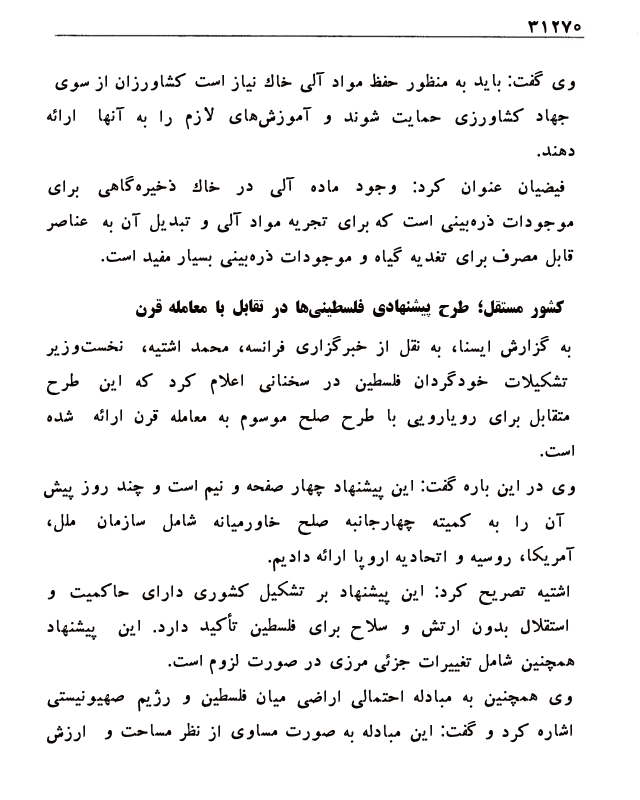 ۳۱۲۷۰
وی گفت: باید به منظور حفظ مواد آلی خاك نیاز است کشاورزان از سوی
جهاد کشاورزی حمایت شوند و آموزش‌های لازم را به آنها ارائه
دهند.
فیضیان عنوان کرد: وجود ماده آلی در خاك ذخیره‌گاهی برای
موجودات ذره‌بینی است که برای تجریه مواد آلی و تبدیل آن به عناصر
قابل مصرف برای تغدیه گیاه و موجودات ذره‌بینی بسیار مفید است.
کشور مستقل؛ طرح پیشنهادی فلسطینی‌ها در تقابل با معامله قرن
به گزارش ایسنا، به نقل از خبرگزاری فرانسه، محمد اشتیه، نخست‌وزیر
تشکیلات خودگردان فلسطین در سخنانی اعلام کرد که این طرح
متقابل برای رویارویی با طرح صلح موسوم به معامله قرن ارائه شده
است.
وی در این باره گفت: این پیشنهاد چهار صفحه و نیم است و چند روز پیش
آن را به کمیته چهارجانبه صلح خاورمیانه شامل سازمان ملل،
آمریکا، روسیه و اتحادیه اروپا ارائه دادیم.
اشتیه تصریح کرد: این پیشنهاد بر تشکیل کشوری دارای حاکمیت و
استقلال بدون ارتش و سلاح برای فلسطین تأکید دارد. این پیشنهاد
همچنین شامل تغییرات جزئی مرزی در صورت لزوم است.
وی همچنین به مبادله احتمالی اراضی میان فلسطین و رژیم صهیونیستی
اشاره کرد و گفت: این مبادله به صورت مساوی از نظر مساحت و ارزش